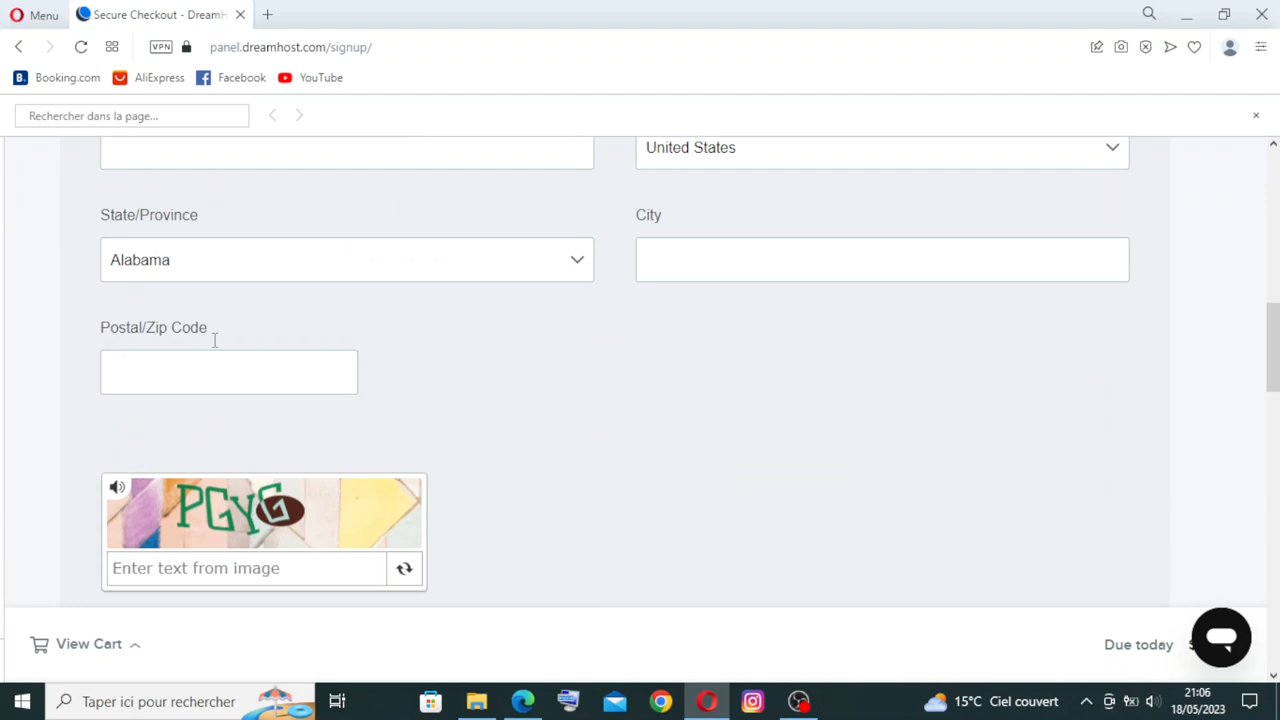 Menu
Secure Checkout - DreamH
panel.dreamhost.com/signup/
VPN
B. Booking.com AliExpress Facebook YouTube
Rechercher dans la page...
United States
State/Province
City
Alabama
Postal/Zip Code
PGYG
Enter text from image
View Cart
Due today
Taper ici pour rechercher
15°C Ciel couvert
21:06
18/05/2023